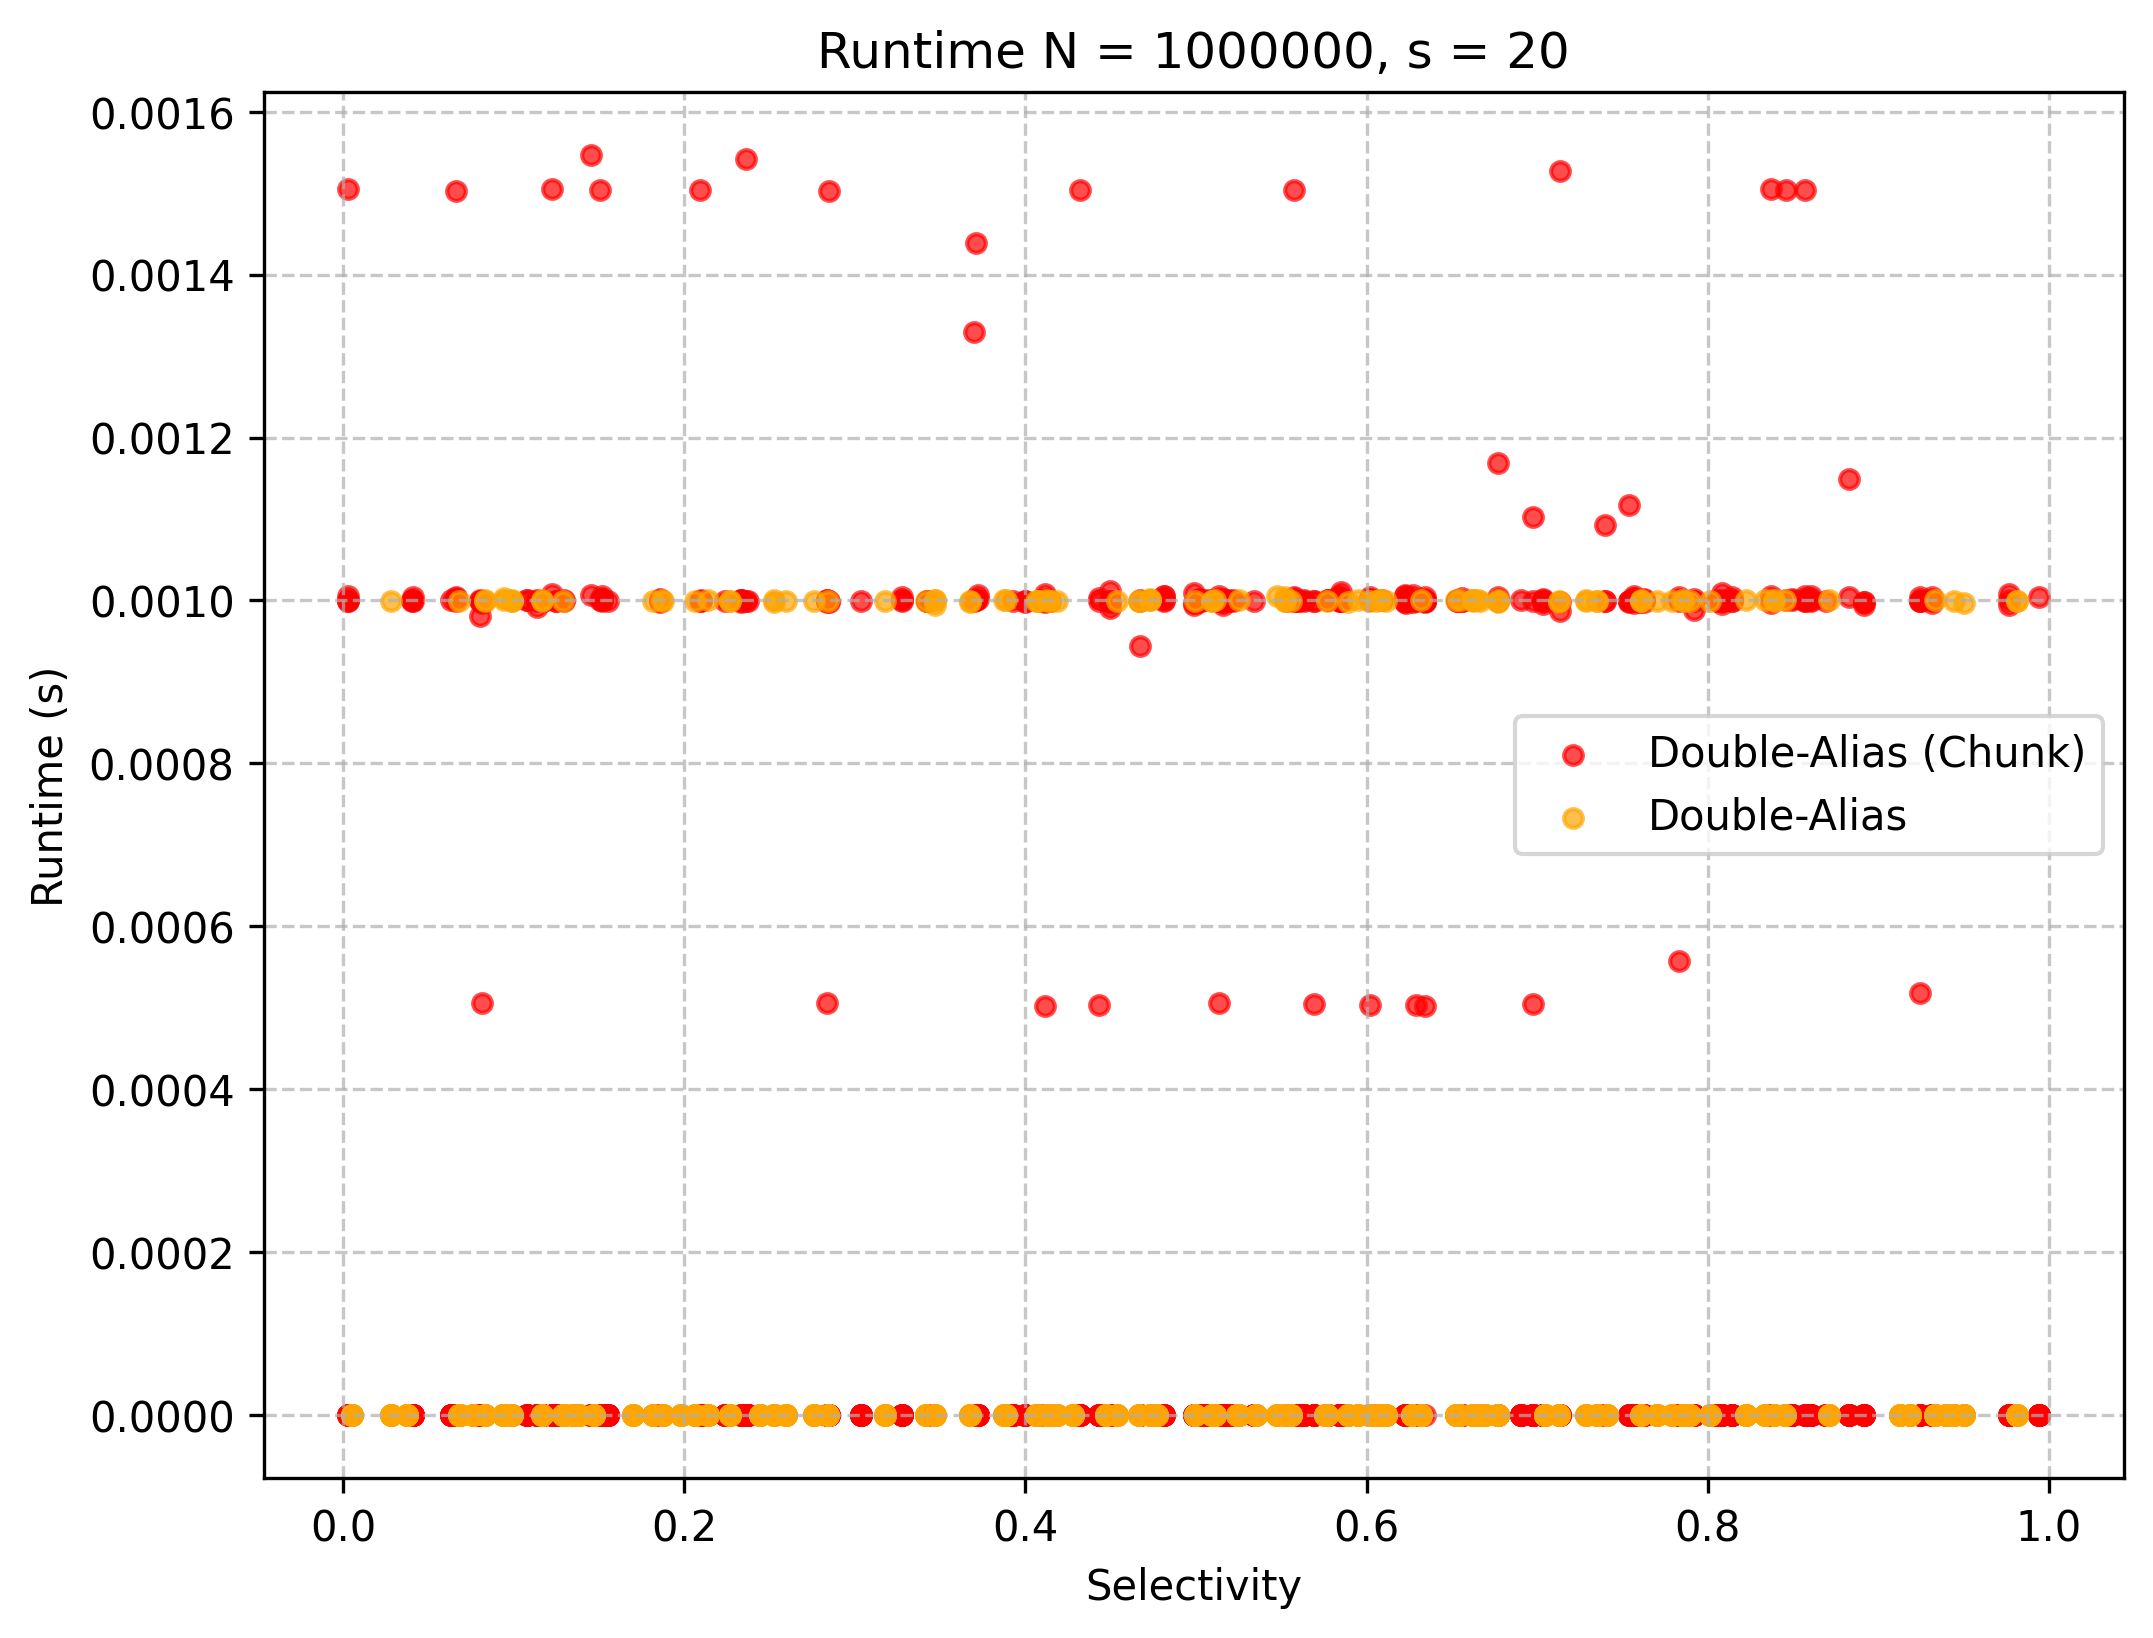 Runtime N = 1000000, s = 20
0.0016
0.0014
0.0012
0.0010
0.0008
0.0006
0.0004
0.0002
0.0000
Runtime (s)
Double-Alias (Chunk)
Double-Alias
0.0 0.2 0.4 0.6 0.8 1.0
Selectivity